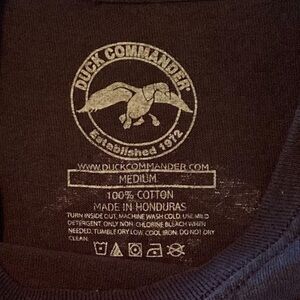 DUCK COMMANDER
Established 1972
WWW.DUCKCOMMANDER.COM
MEDIUM
100% COTTON
MADE IN HONDURAS
TURN INSIDE OUT, MACHINE WASH COLD. USE MILD
DETERGENT. ONLY NON-CHLORINE BLEACH WHEN
NEEDED. TUMBLE DRY LOW. COOL IRON. DO NOT DRY
CLEAN.